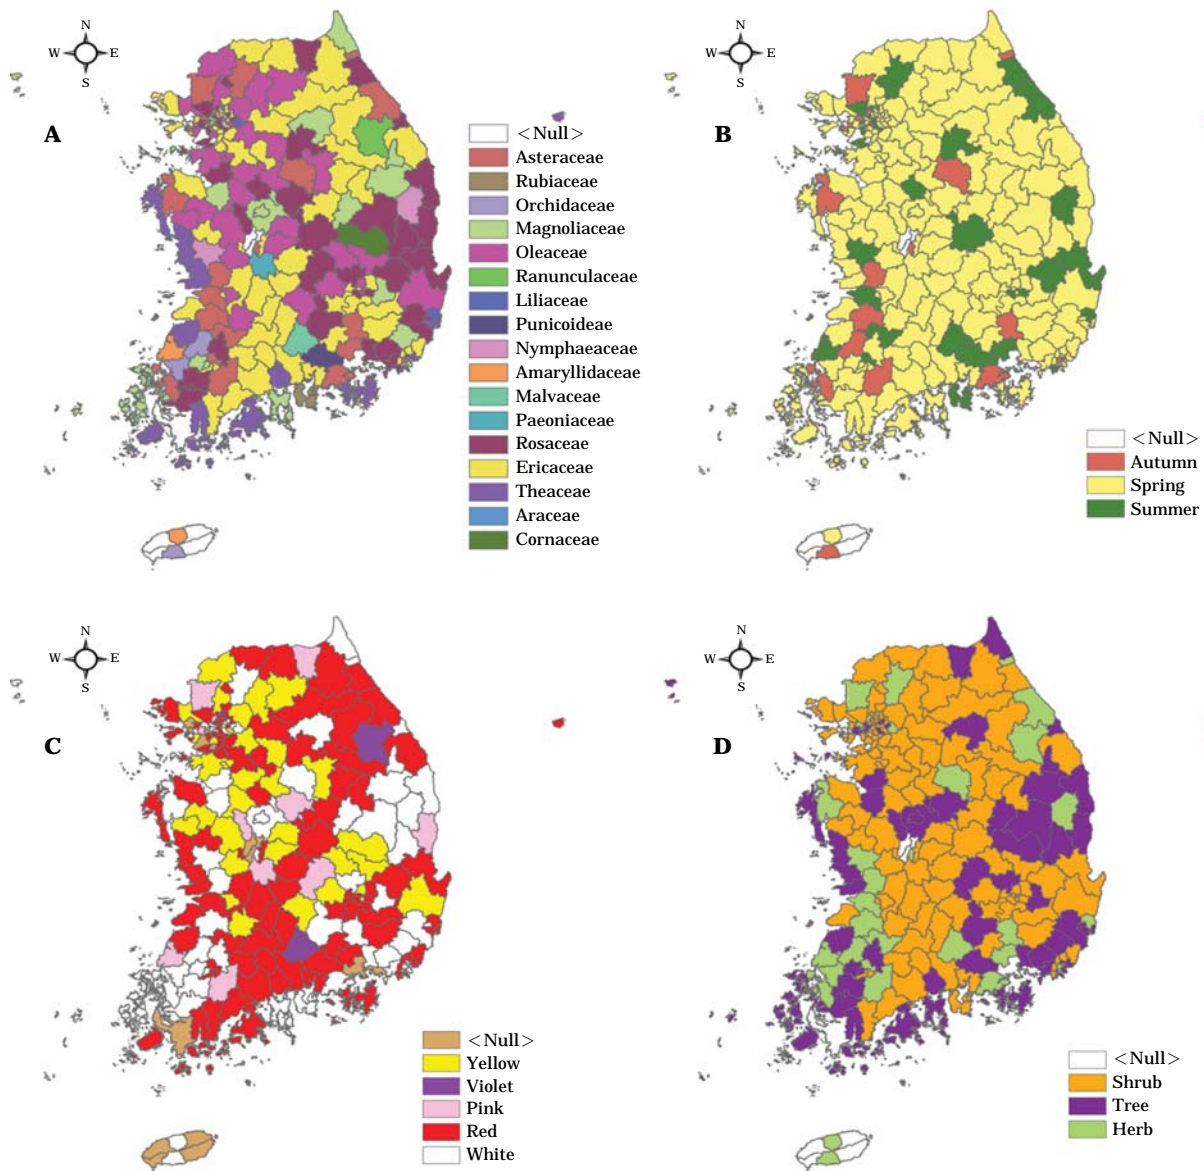 N
W E
S
A
<Null>
Asteraceae
Rubiaceae
Orchidaceae
Magnoliaceae
Oleaceae
Ranunculaceae
Liliaceae
Punicoideae
Nymphaeaceae
Amaryllidaceae
Malvaceae
Paeoniaceae
Rosaceae
Ericaceae
Theaceae
Araceae
Cornaceae
N
W E
S
B
<Null>
Autumn
Spring
Summer
N
W E
S
C
<Null>
Yellow
Violet
Pink
Red
White
N
W E
S
D
<Null>
Shrub
Tree
Herb